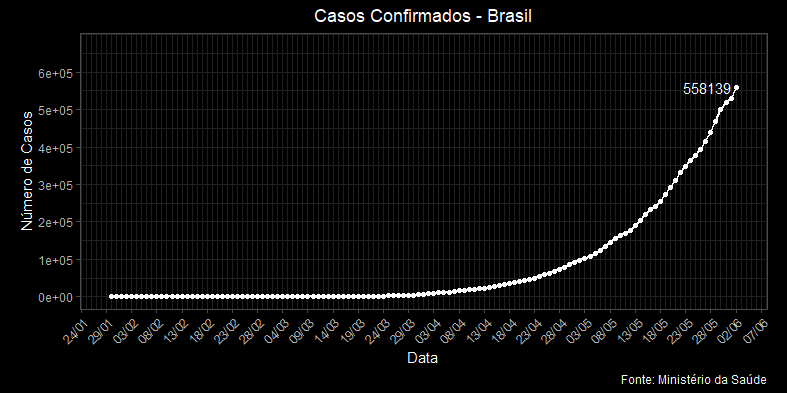 Casos Confirmados - Brasil
Número de Casos
6e+05
5e+05
4e+05
3e+05
2e+05
1e+05
0e+00
558139
24/01
29/01
03/02
08/02
13/02
18/02
23/02
28/02
04/03
09/03
14/03
19/03
24/03
29/03
03/04
08/04
13/04
18/04
23/04
28/04
03/05
08/05
13/05
18/05
23/05
28/05
02/06
07/06
Data
Fonte: Ministério da Saúde